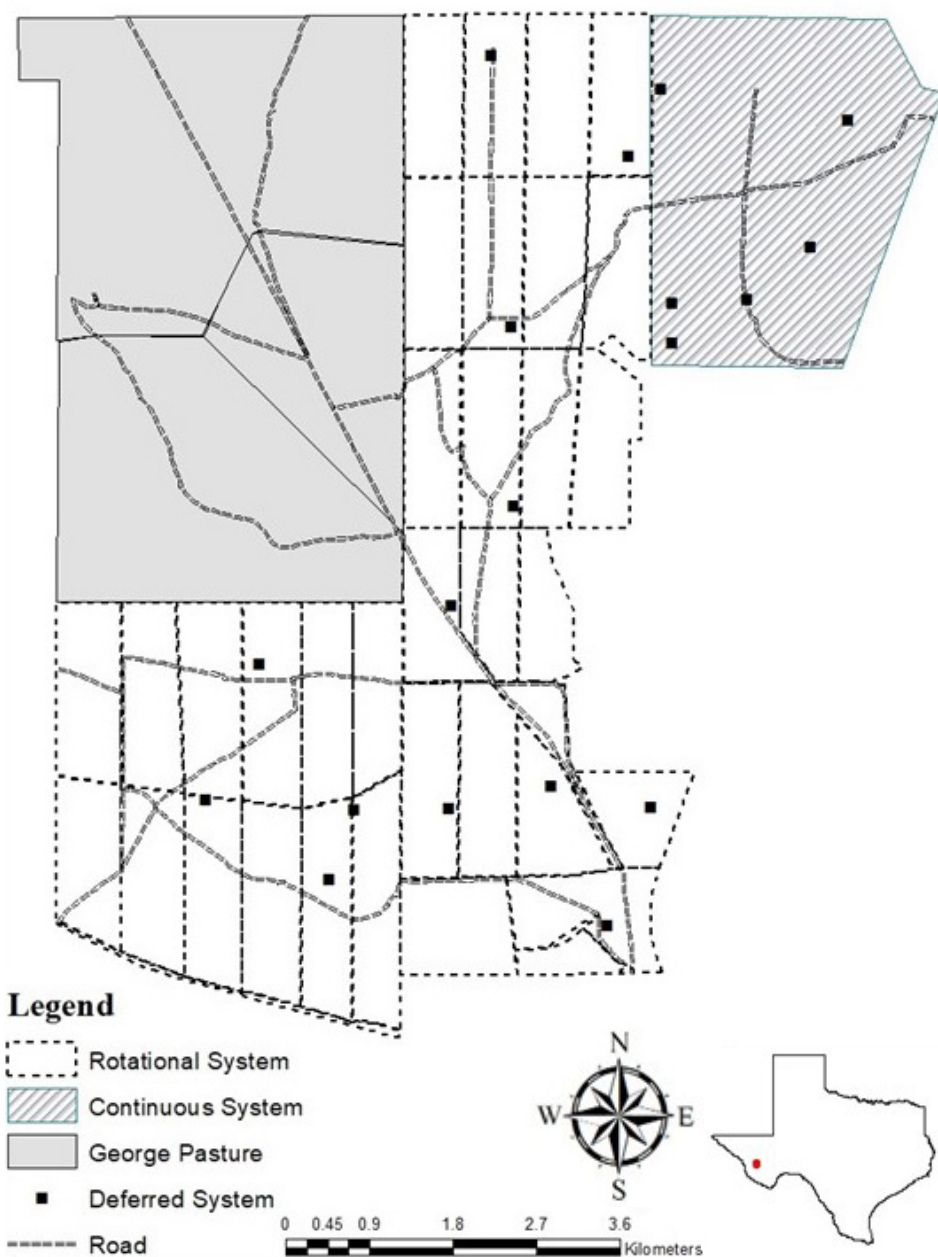 Legend
Rotational System
Continuous System
George Pasture
Deferred System
Road
N
W E
S
0 0.45 0.9 1.8 2.7 3.6
Kilometers